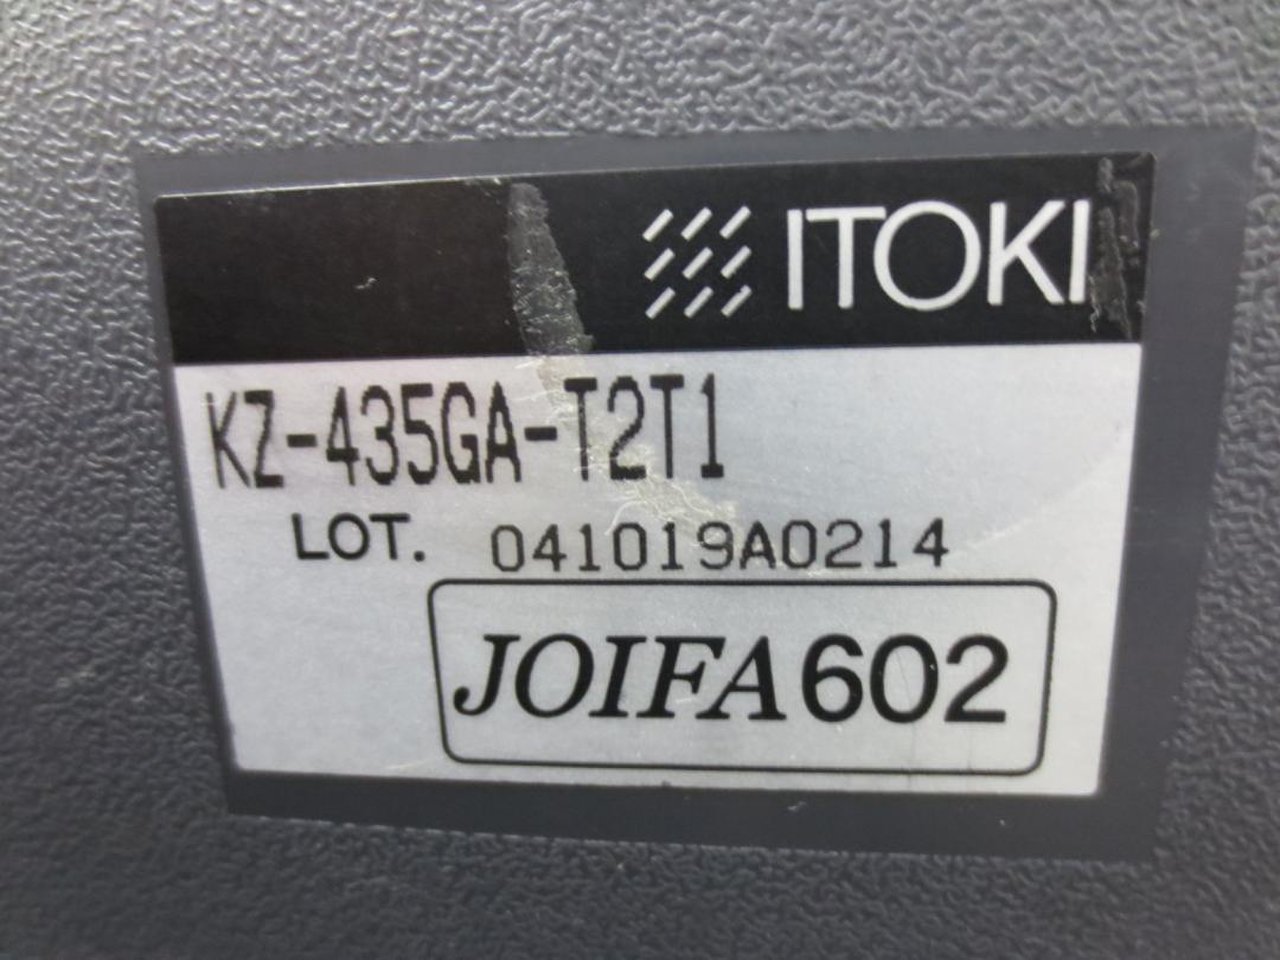 ITOKI
KZ-435GA-T2T1
LOT. 041019A0214
JOIFA602